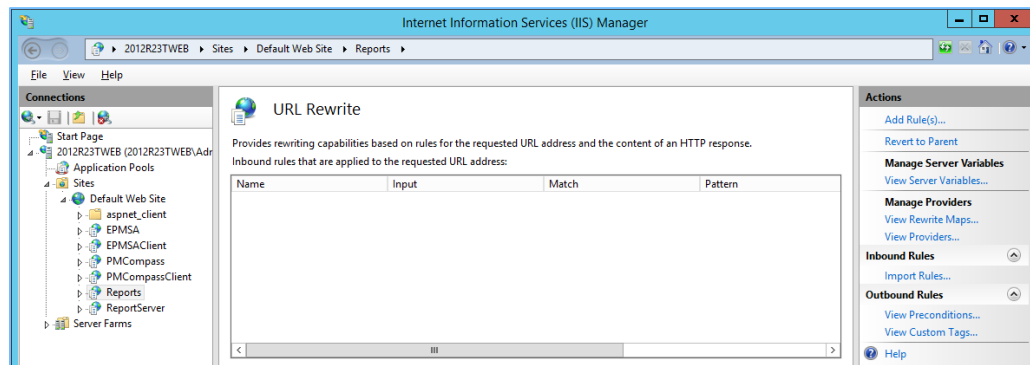 Internet Information Services (IIS) Manager
2012R23TWEB Sites Default Web Site Reports
File View Help
Connections
Start Page
2012R23TWEB (2012R23TWEB\Adr
Application Pools
Sites
Default Web Site
aspnet_client
EPMSA
EPMSAClient
PMCompass
PMCompassClient
Reports
ReportServer
Server Farms
URL Rewrite
Provides rewriting capabilities based on rules for the requested URL address and the content of an HTTP response.
Inbound rules that are applied to the requested URL address:
Name Input Match Pattern
Actions
Add Rule(s)...
Revert to Parent
Manage Server Variables
View Server Variables...
Manage Providers
View Rewrite Maps...
View Providers...
Inbound Rules
Import Rules...
Outbound Rules
View Preconditions...
View Custom Tags...
Help